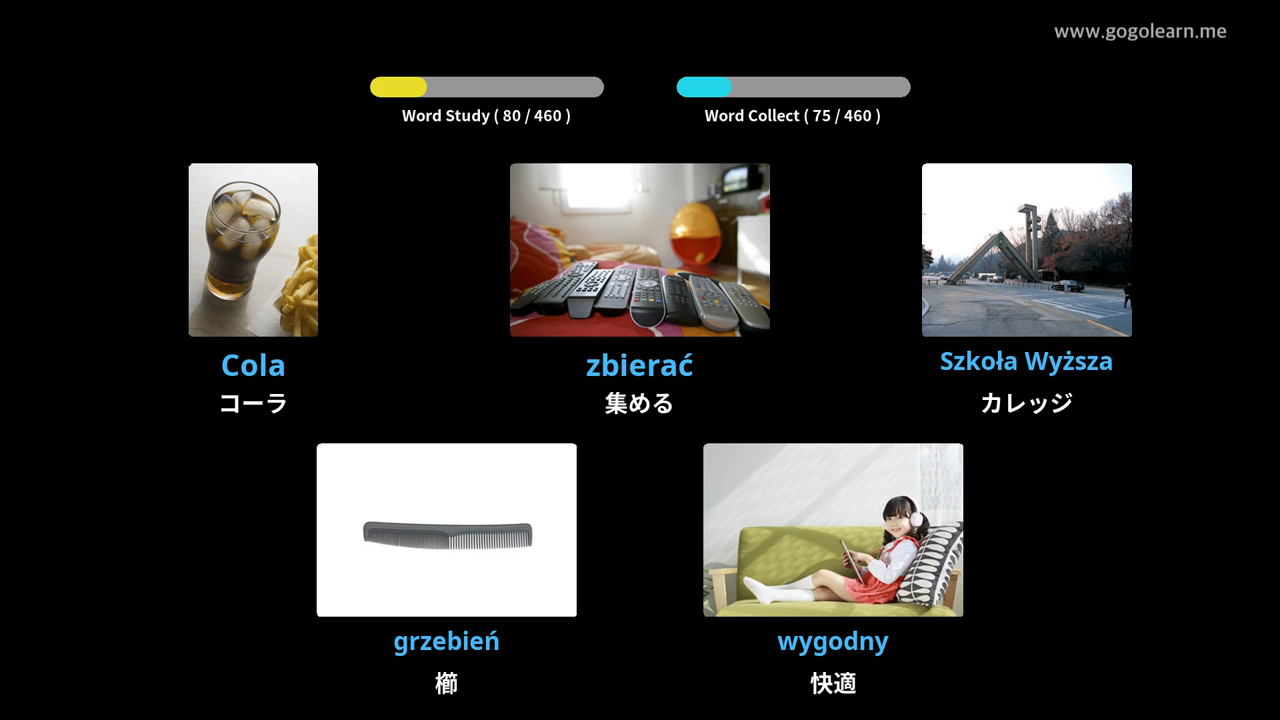 www.gogolearn.me
Word Study ( 80 / 460 )
Word Collect ( 75 / 460 )
Cola
コーラ
zbierać
集める
Szkoła Wyższa
カレッジ
grzebień
櫛
wygodny
快適